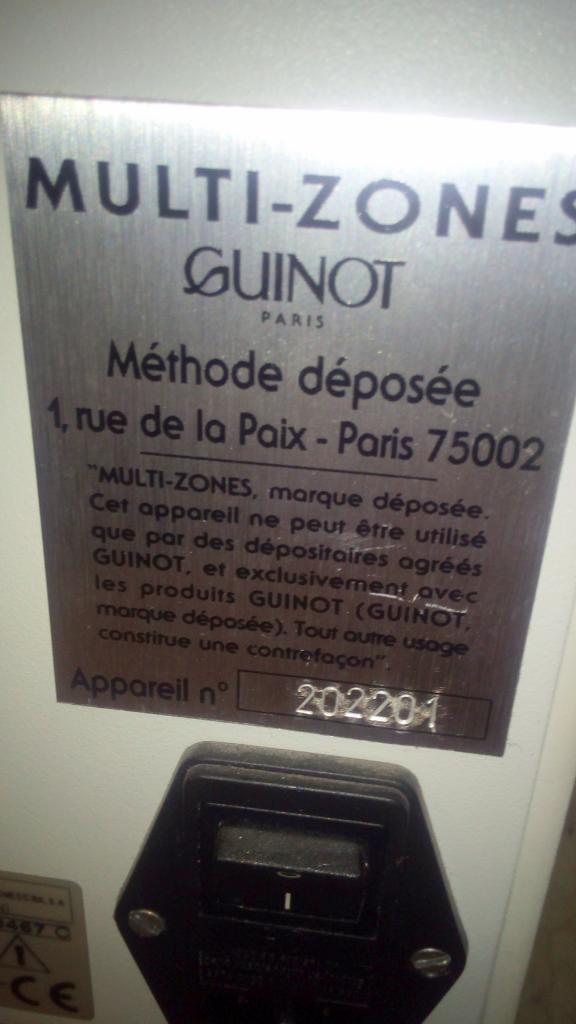 MULTI-ZONES
GUINOT
PARIS
Méthode déposée
1, rue de la Paix - Paris 75002
"MULTI-ZONES, marque déposée.
Cet appareil ne peut être utilisé
que par des dépositaires agréés
GUINOT, et exclusivement avec
les produits GUINOT (GUINOT,
marque déposée). Tout autre usage
constitue une contrefaçon".
Appareil n° 202201
S.A
467 C
CE